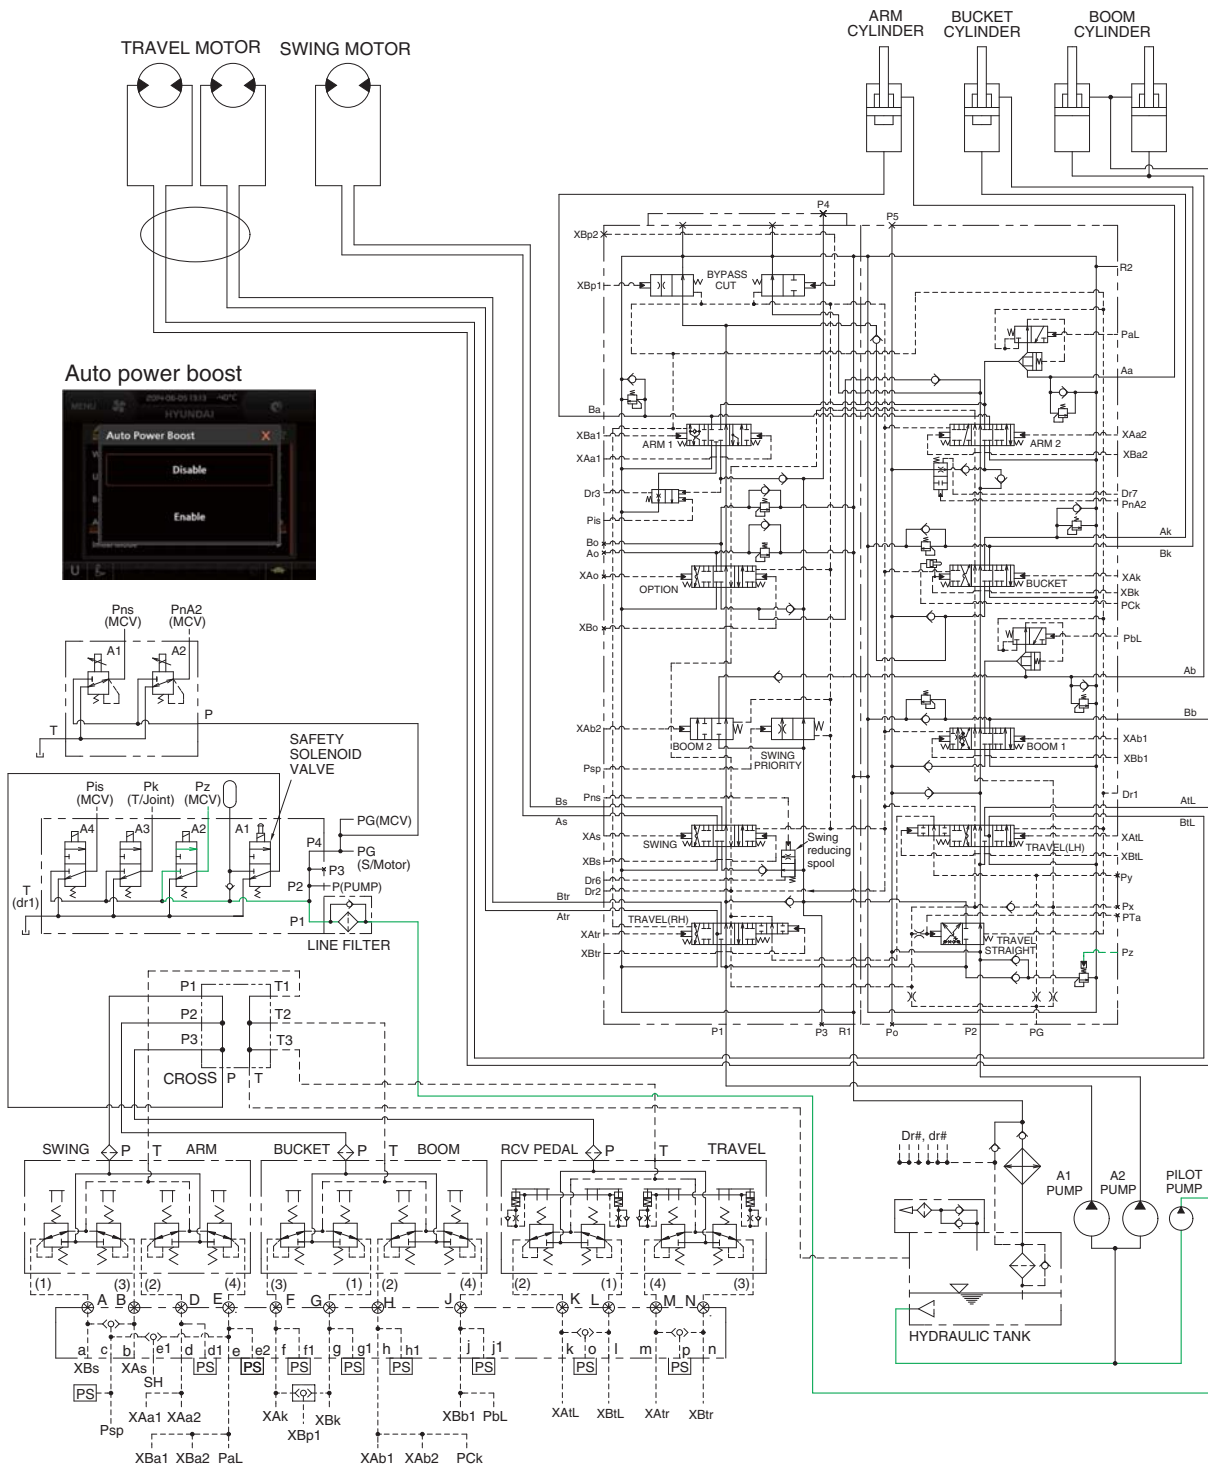 ARM
CYLINDER
BUCKET
CYLINDER
BOOM
CYLINDER
TRAVEL MOTOR
SWING MOTOR
P4
P5
XBp2
R2
BYPASS
CUT
XBp1
PaL
Auto power boost
Aa
MENU
2014-06-05 13:13
-40°C
HYUNDAI
Auto Power Boost
X
Disable
Enable
U
Ba
XBa1
ARM 1
XAa1
XAa2
ARM 2
XBa2
Dr3
Pis
Dr7
PnA2
Bo
Ao
Ak
Bk
XAo
OPTION
XBo
BUCKET
XAk
XBk
PCk
PbL
Pns
(MCV)
PnA2
(MCV)
A1
A2
P
T
Ab
Bb
XAb2
BOOM 2
SWING
PRIORITY
Psp
BOOM 1
XAb1
XBb1
SAFETY
SOLENOID
VALVE
Pis
(MCV)
Pk
(T/Joint)
Pz
(MCV)
A4
A3
A2
A1
PG(MCV)
P4
PG
(S/Motor)
P3
P2
P(PUMP)
T
(dr1)
P1
LINE FILTER
Pns
Bs
As
XAs
SWING
XBs
Swing
reducing
spool
Dr6
Dr2
Dr1
AtL
BtL
XAtL
TRAVEL(LH)
XBtL
Py
Btr
Atr
TRAVEL(RH)
XAtr
XBtr
Px
PTa
TRAVEL
STRAIGHT
Pz
P1
P3
R1
Po
P2
PG
P1
T1
P2
T2
P3
T3
CROSS
P
T
SWING
P
T
ARM
BUCKET
P
T
BOOM
RCV PEDAL
P
T
TRAVEL
Dr#, dr#
A1
PUMP
A2
PUMP
PILOT
PUMP
HYDRAULIC TANK
(1)
(3)
(2)
(4)
(3)
(1)
(2)
(4)
(2)
(1)
(4)
(3)
A
B
D
E
F
G
H
J
K
L
M
N
a
c
b
e1
d
d1
e
e2
f
f1
g
g1
h
h1
j
j1
k
o
l
m
p
n
XBs
XAs
SH
PS
PS
PS
PS
PS
PS
PS
PS
PS
Psp
XAa1
XAa2
XAk
XBp1
XBk
XBb1
PbL
XAtL
XBtL
XAtr
XBtr
XBa1
XBa2
PaL
XAb1
XAb2
PCk